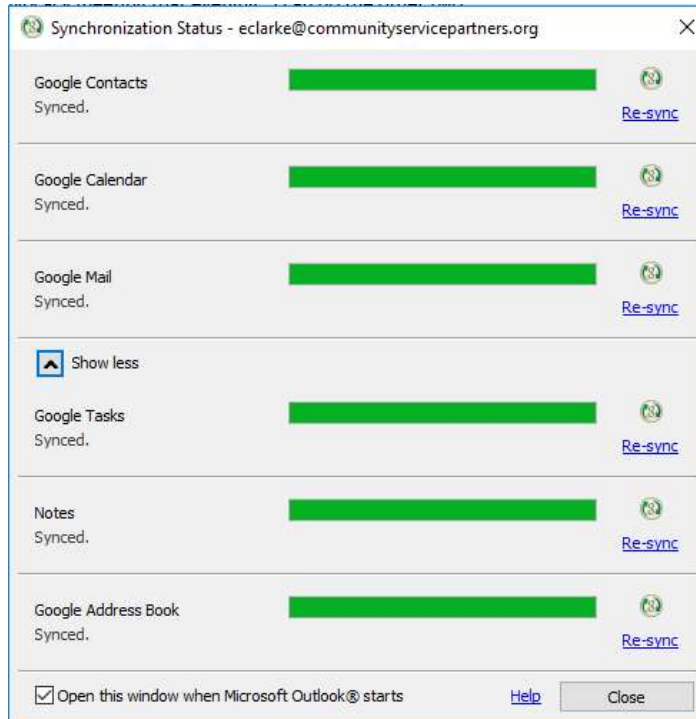 Synchronization Status - eclarke@communityservicepartners.org
Google Contacts
Synced.
Re-sync
Google Calendar
Synced.
Re-sync
Google Mail
Synced.
Re-sync
Show less
Google Tasks
Synced.
Re-sync
Notes
Synced.
Re-sync
Google Address Book
Synced.
Re-sync
Open this window when Microsoft Outlook® starts
Help
Close